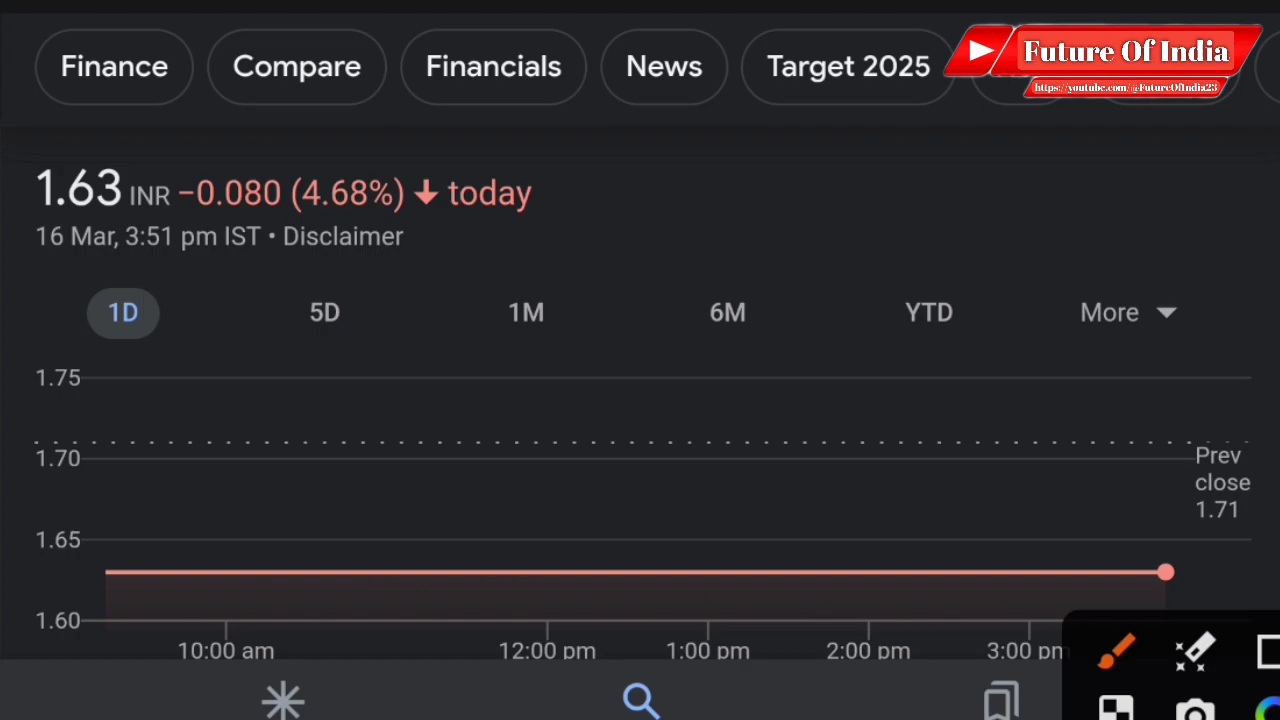 Finance
Compare
Financials
News
Target 2025
Future Of India
https://youtube.com/@FutureOfIndia23
1.63 INR −0.080 (4.68%) ↓ today
16 Mar, 3:51 pm IST • Disclaimer
1D
5D
1M
6M
YTD
More
1.75
1.70
1.65
1.60
Prev
close
1.71
10:00 am
12:00 pm
1:00 pm
2:00 pm
3:00 pm